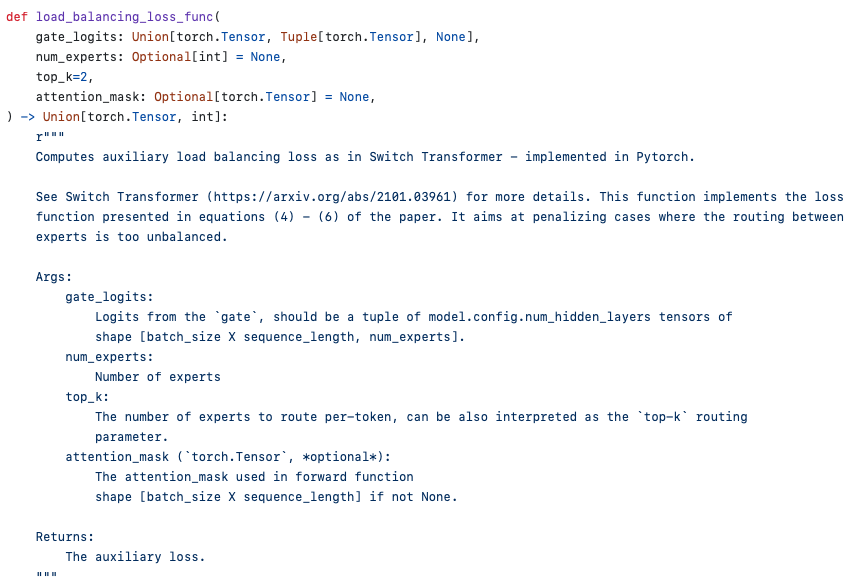 def load_balancing_loss_func(
    gate_logits: Union[torch.Tensor, Tuple[torch.Tensor], None],
    num_experts: Optional[int] = None,
    top_k=2,
    attention_mask: Optional[torch.Tensor] = None,
) -> Union[torch.Tensor, int]:
    r"""
    Computes auxiliary load balancing loss as in Switch Transformer - implemented in Pytorch.

    See Switch Transformer (https://arxiv.org/abs/2101.03961) for more details. This function implements the loss
    function presented in equations (4) - (6) of the paper. It aims at penalizing cases where the routing between
    experts is too unbalanced.

    Args:
        gate_logits:
            Logits from the `gate`, should be a tuple of model.config.num_hidden_layers tensors of
            shape [batch_size X sequence_length, num_experts].
        num_experts:
            Number of experts
        top_k:
            The number of experts to route per-token, can be also interpreted as the `top-k` routing
            parameter.
        attention_mask (`torch.Tensor`, *optional*):
            The attention_mask used in forward function
            shape [batch_size X sequence_length] if not None.

    Returns:
        The auxiliary loss.
    """